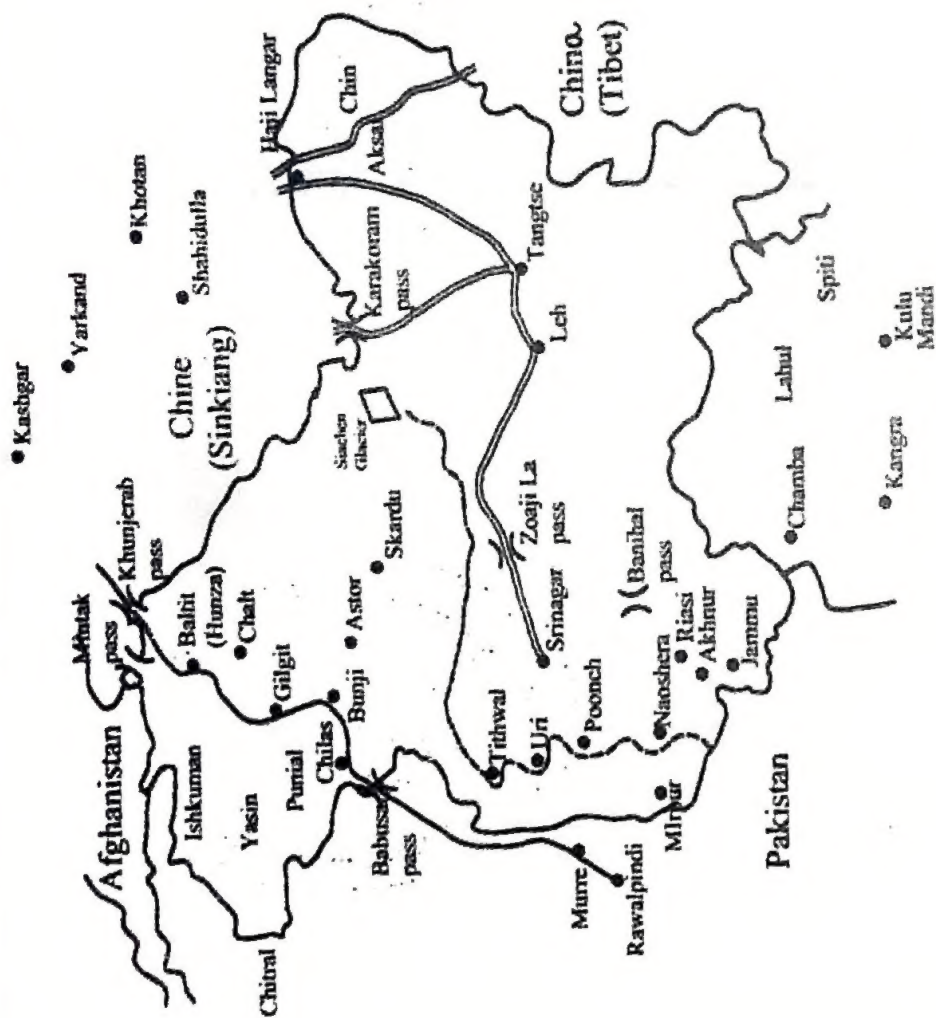 Kashgar
Yarkand
Khotan
Shahidulla
Chine
(Sinkiang)
Mintak
pass
Khunjerab
pass
Afghanistan
Ishkuman
Yasin
Punial
Chitral
Baltit
(Hunza)
Chalt
Gilgit
Bunji
Astor
Skardu
Chilas
Babusar
pass
Siachen
Glacier
Karakoram
pass
Haji Langar
Aksai
Chin
China
(Tibet)
Tangtse
Leh
Zoaji La
pass
Srinagar
Tithwal
Uri
Poonch
Murre
Rawalpindi
MIrpur
Naoshera
Riasi
Akhnur
Jammu
Banihal
pass
Pakistan
Chamba
Lahul
Spiti
Kangra
Kulu
Mandi